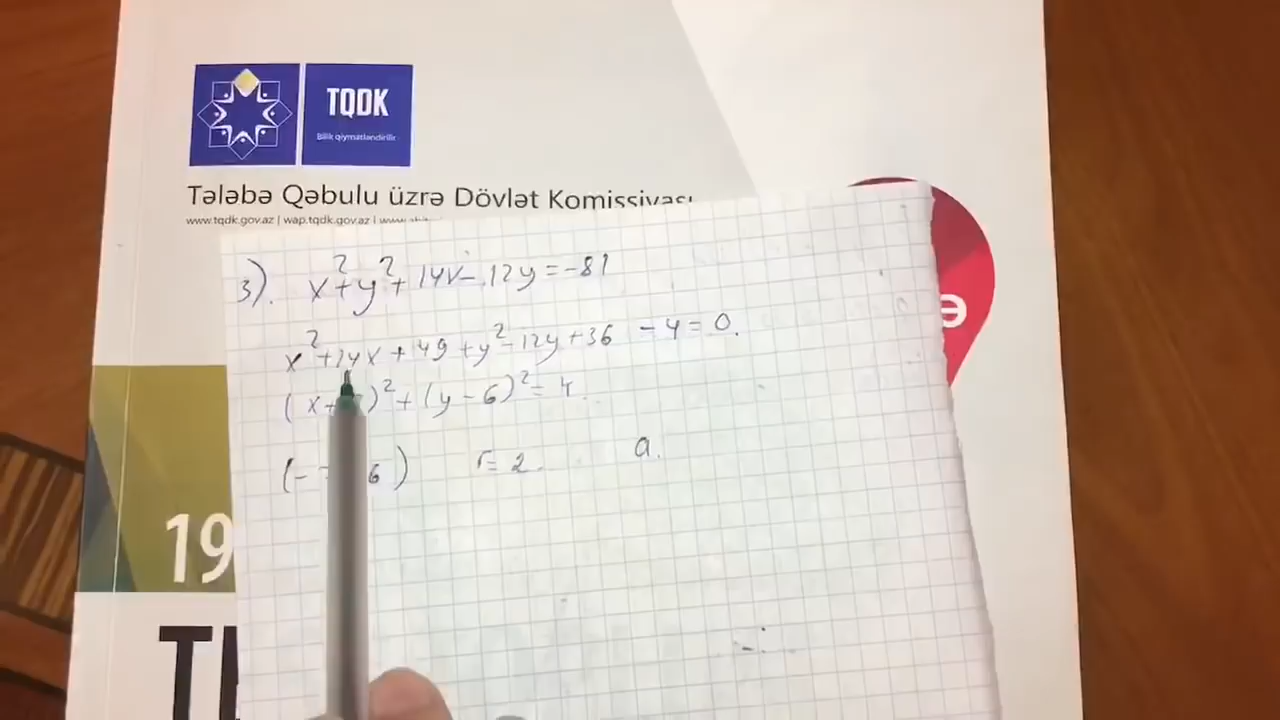 TQDK
Bilik qiymətləndirilir
Tələbə Qəbulu üzrə Dövlət Komissiyası
www.tqdk.gov.az | wap.tqdk.gov.az |
3). x²+y²+14x-12y=-81
x²+14x+49+y²-12y+36 -4=0.
(x+ )²+(y-6)²=4.
(- 6) r=2. a.
19
ə